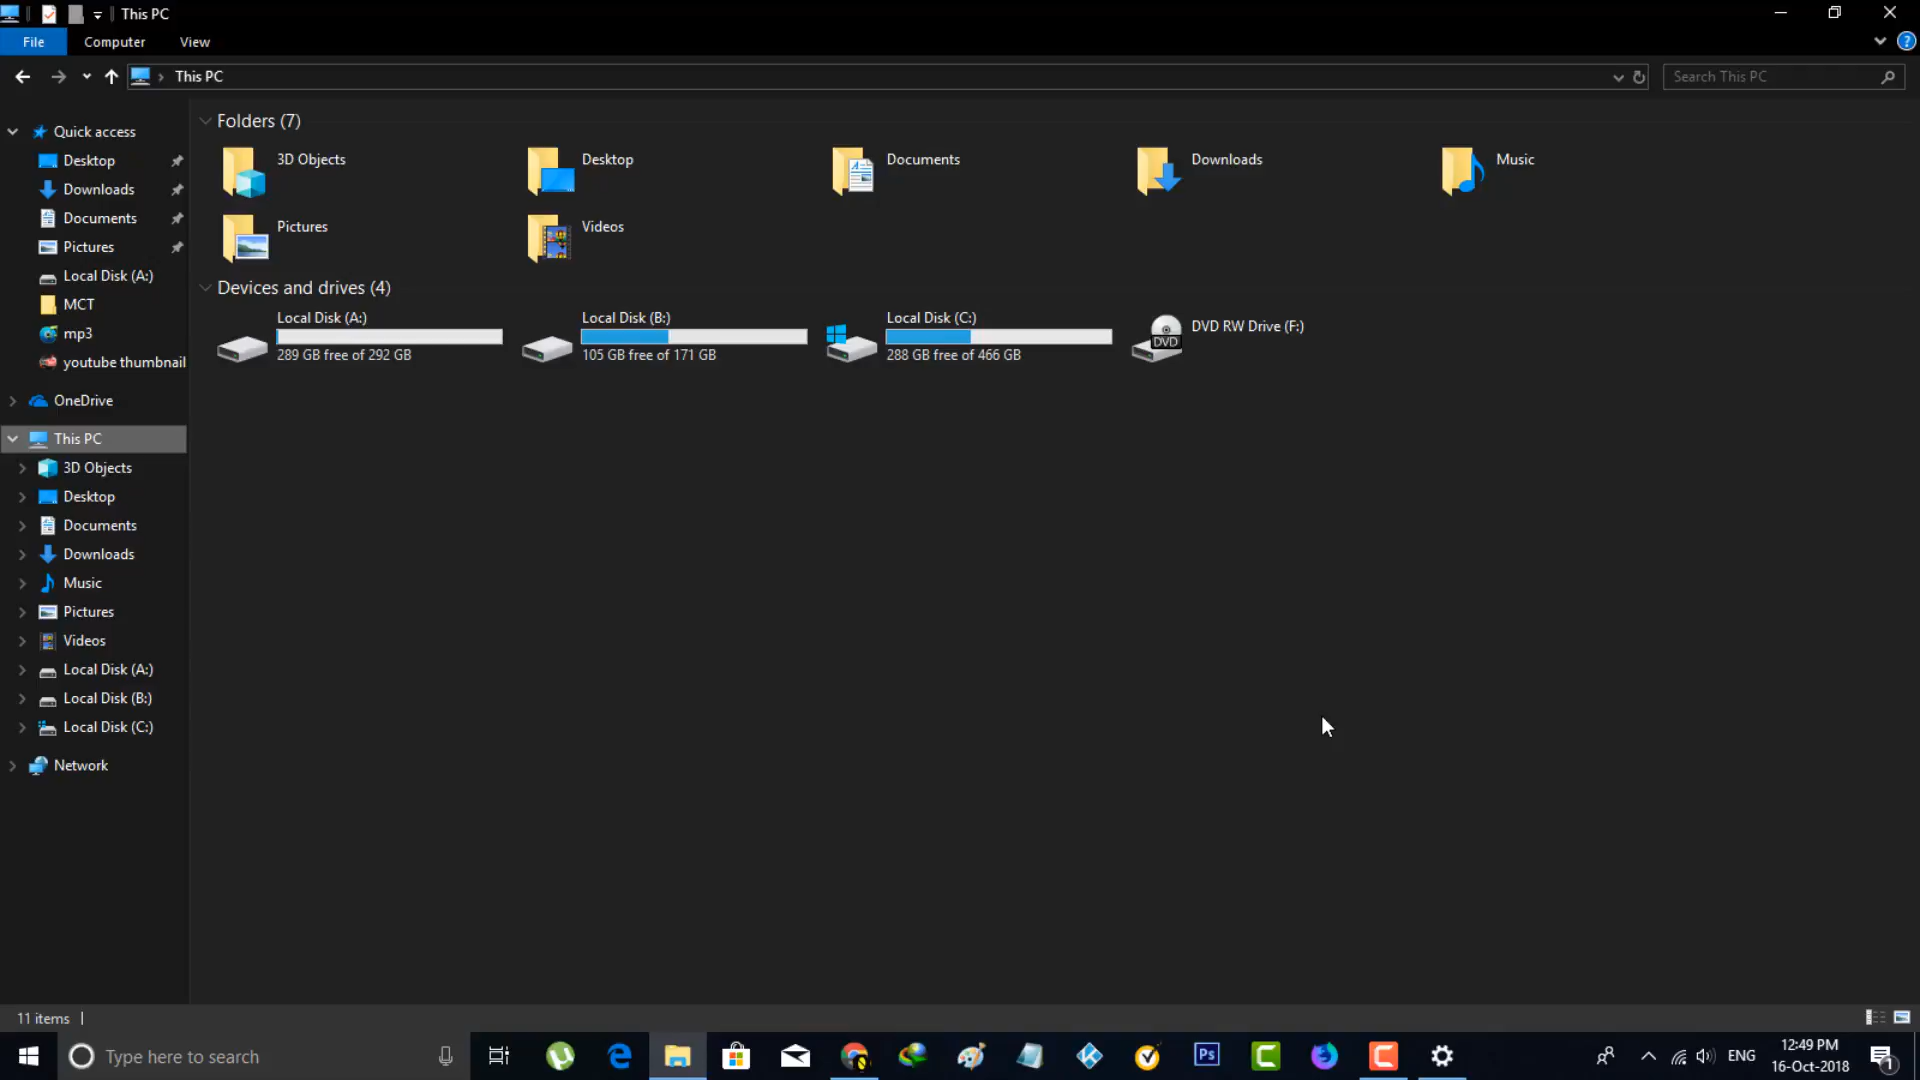 This PC
File Computer View
This PC
Search This PC
Quick access
Desktop
Downloads
Documents
Pictures
Local Disk (A:)
MCT
mp3
youtube thumbnail
OneDrive
This PC
3D Objects
Desktop
Documents
Downloads
Music
Pictures
Videos
Local Disk (A:)
Local Disk (B:)
Local Disk (C:)
Network
Folders (7)
3D Objects
Desktop
Documents
Downloads
Music
Pictures
Videos
Devices and drives (4)
Local Disk (A:)
289 GB free of 292 GB
Local Disk (B:)
105 GB free of 171 GB
Local Disk (C:)
288 GB free of 466 GB
DVD
DVD RW Drive (F:)
11 items
Type here to search
Ps
ENG
12:49 PM
16-Oct-2018
1